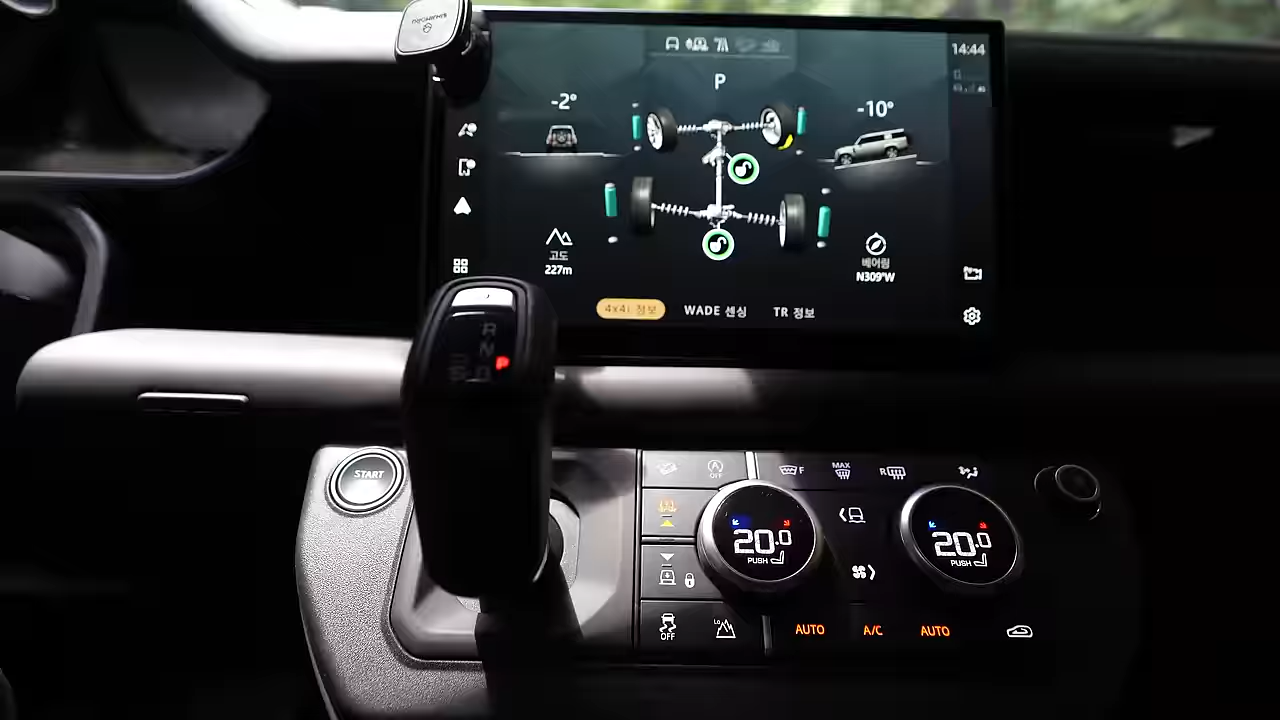 14:44
P
-2°
-10°
고도
227m
베어링
N309°W
4x4i 정보
WADE 센싱
TR 정보
R
N
P
D
START
OFF
F
MAX
R
20.0
PUSH
20.0
PUSH
OFF
Lo
AUTO
A/C
AUTO